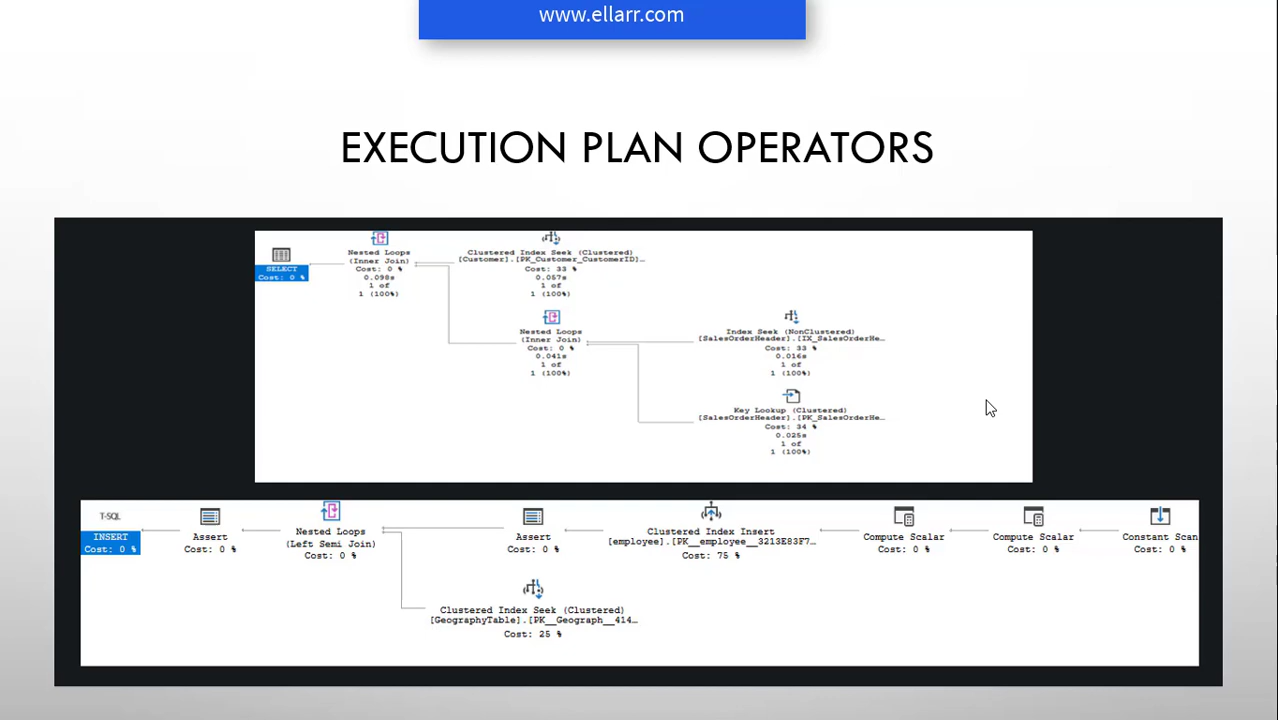 www.ellarr.com
EXECUTION PLAN OPERATORS
SELECT
Cost: 0 %
Nested Loops
(Inner Join)
Cost: 0 %
0.098s
1 of
1 (100%)
Clustered Index Seek (Clustered)
[Customer].[PK_Customer_CustomerID]…
Cost: 33 %
0.057s
1 of
1 (100%)
Nested Loops
(Inner Join)
Cost: 0 %
0.041s
1 of
1 (100%)
Index Seek (NonClustered)
[SalesOrderHeader].[IX_SalesOrderHe…
Cost: 33 %
0.016s
1 of
1 (100%)
Key Lookup (Clustered)
[SalesOrderHeader].[PK_SalesOrderHe…
Cost: 34 %
0.025s
1 of
1 (100%)
T-SQL
INSERT
Cost: 0 %
Assert
Cost: 0 %
Nested Loops
(Left Semi Join)
Cost: 0 %
Assert
Cost: 0 %
Clustered Index Insert
[employee].[PK__employee__3213E83F7…
Cost: 75 %
Compute Scalar
Cost: 0 %
Compute Scalar
Cost: 0 %
Constant Scan
Cost: 0 %
Clustered Index Seek (Clustered)
[GeographyTable].[PK__Geograph__414…
Cost: 25 %